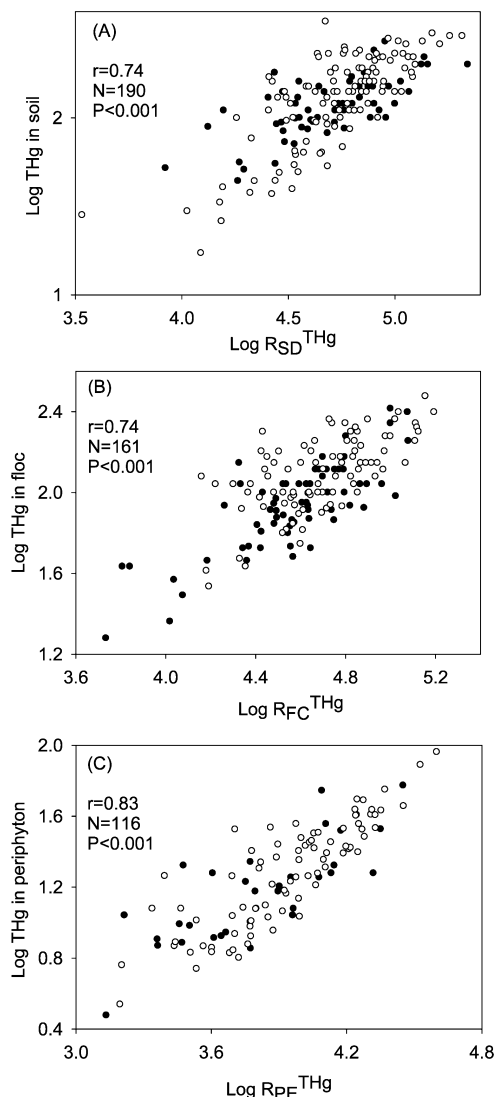 (A)
r=0.74
N=190
P<0.001
Log THg in soil
2
1
3.5 4.0 4.5 5.0
Log RSD THg
(B)
r=0.74
N=161
P<0.001
Log THg in floc
2.4
2.0
1.6
1.2
3.6 4.0 4.4 4.8 5.2
Log RFC THg
(C)
r=0.83
N=116
P<0.001
Log THg in periphyton
2.0
1.6
1.2
0.8
0.4
3.0 3.6 4.2 4.8
Log RPE THg